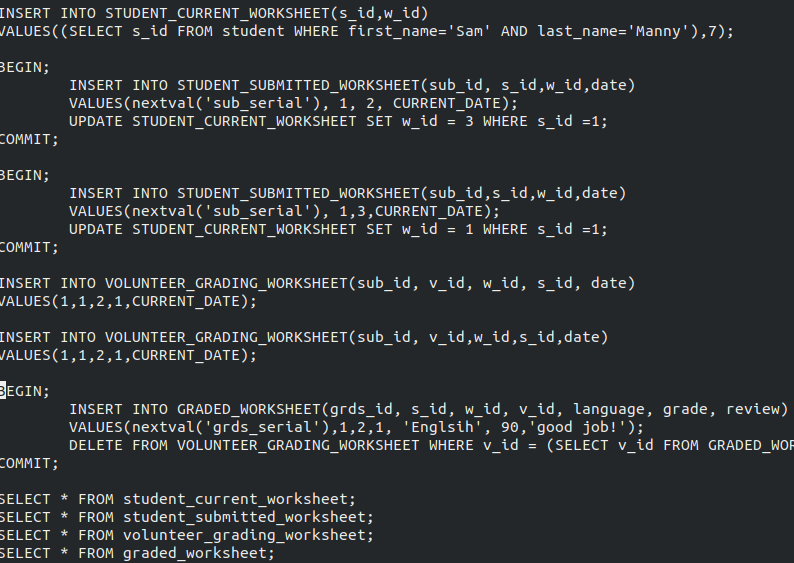 INSERT INTO STUDENT_CURRENT_WORKSHEET(s_id,w_id)
VALUES((SELECT s_id FROM student WHERE first_name='Sam' AND last_name='Manny'),7);
BEGIN;
INSERT INTO STUDENT_SUBMITTED_WORKSHEET(sub_id, s_id,w_id,date)
VALUES(nextval('sub_serial'), 1, 2, CURRENT_DATE);
UPDATE STUDENT_CURRENT_WORKSHEET SET w_id = 3 WHERE s_id =1;
COMMIT;
BEGIN;
INSERT INTO STUDENT_SUBMITTED_WORKSHEET(sub_id,s_id,w_id,date)
VALUES(nextval('sub_serial'), 1,3,CURRENT_DATE);
UPDATE STUDENT_CURRENT_WORKSHEET SET w_id = 1 WHERE s_id =1;
COMMIT;
INSERT INTO VOLUNTEER_GRADING_WORKSHEET(sub_id, v_id, w_id, s_id, date)
VALUES(1,1,2,1,CURRENT_DATE);
INSERT INTO VOLUNTEER_GRADING_WORKSHEET(sub_id, v_id,w_id,s_id,date)
VALUES(1,1,2,1,CURRENT_DATE);
BEGIN;
INSERT INTO GRADED_WORKSHEET(grds_id, s_id, w_id, v_id, language, grade, review)
VALUES(nextval('grds_serial'),1,2,1, 'Englsih', 90,'good job!');
DELETE FROM VOLUNTEER_GRADING_WORKSHEET WHERE v_id = (SELECT v_id FROM GRADED_WOR
COMMIT;
SELECT * FROM student_current_worksheet;
SELECT * FROM student_submitted_worksheet;
SELECT * FROM volunteer_grading_worksheet;
SELECT * FROM graded_worksheet;